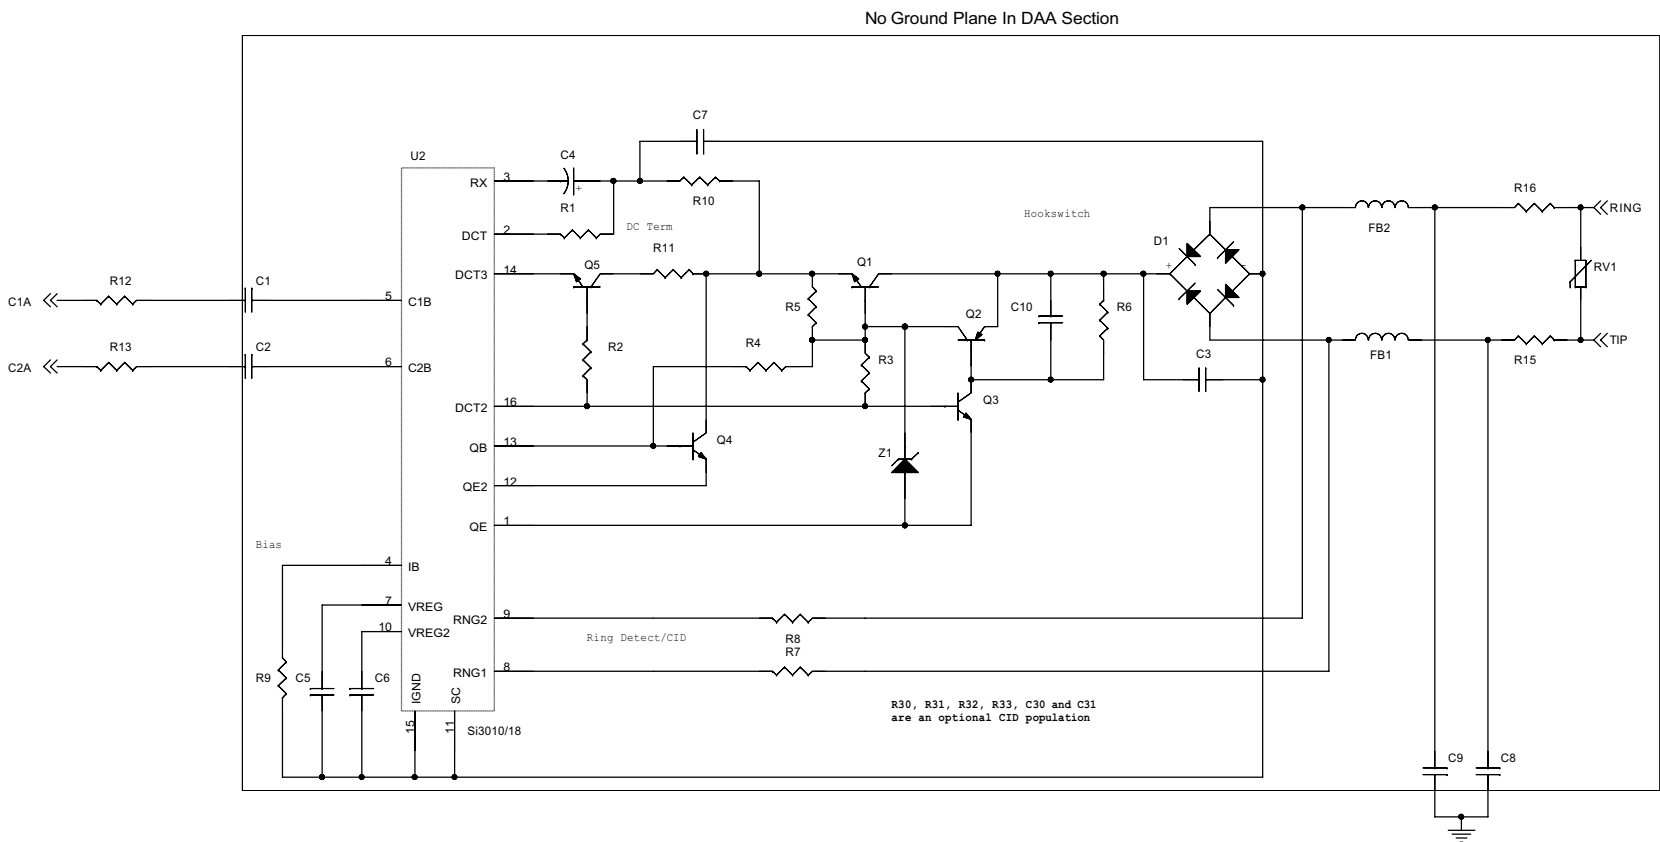 No Ground Plane In DAA Section
C7
U2
C4
+
RX
3
R1
R10
R16
RING
DC Term
Hookswitch
FB2
DCT
2
R11
D1
+
-
DCT3
14
Q5
Q1
RV1
R12
C1
C1A
5
C1B
R5
C10
R6
Q2
R13
C2
R2
R4
R3
C3
FB1
R15
TIP
C2A
6
C2B
DCT2
16
Q3
QB
13
Q4
Z1
QE2
12
QE
1
Bias
4
IB
7
VREG
10
VREG2
RNG2
9
Ring Detect/CID
R8
R7
RNG1
8
R9
C5
C6
IGND
SC
15
11
Si3010/18
R30, R31, R32, R33, C30 and C31
are an optional CID population
C9
C8